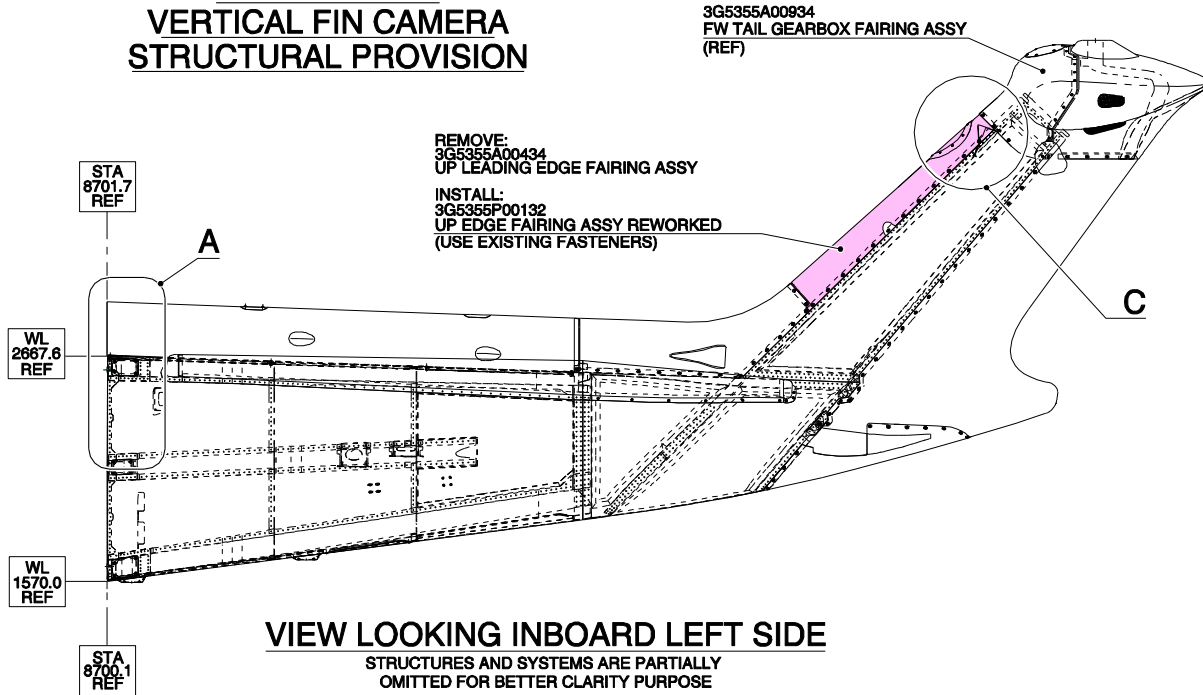 VERTICAL FIN CAMERA
STRUCTURAL PROVISION
3G5355A00934
FW TAIL GEARBOX FAIRING ASSY
(REF)
REMOVE:
3G5355A00434
UP LEADING EDGE FAIRING ASSY
INSTALL:
3G5355P00132
UP EDGE FAIRING ASSY REWORKED
(USE EXISTING FASTENERS)
STA
8701.7
REF
A
C
WL
2667.6
REF
WL
1570.0
REF
STA
8700.1
REF
VIEW LOOKING INBOARD LEFT SIDE
STRUCTURES AND SYSTEMS ARE PARTIALLY
OMITTED FOR BETTER CLARITY PURPOSE